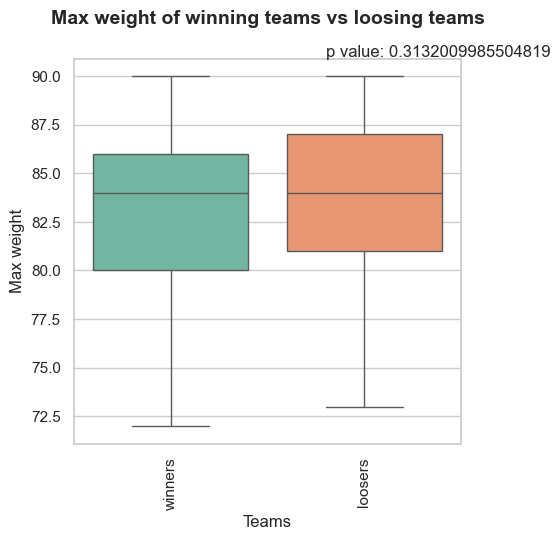 Max weight of winning teams vs loosing teams
p value: 0.3132009985504819
90.0
87.5
85.0
82.5
80.0
77.5
75.0
72.5
Max weight
winners
loosers
Teams